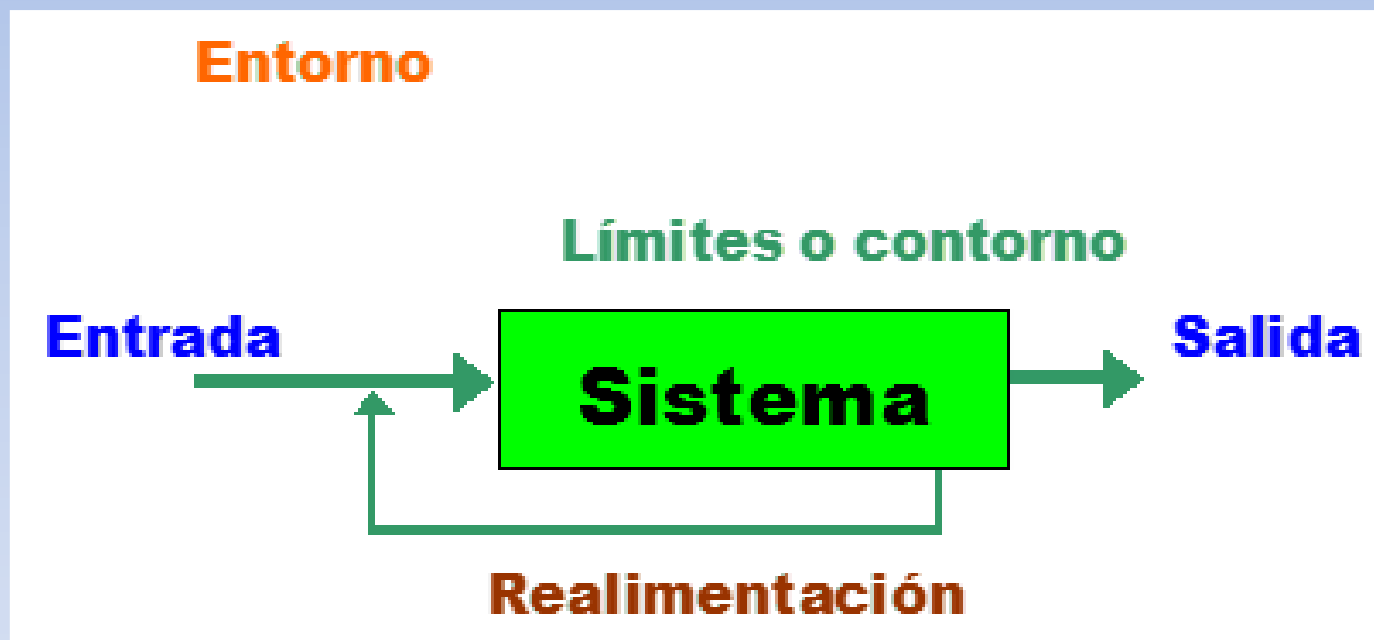 Entorno
Límites o contorno
Entrada
Salida
Sistema
Realimentación